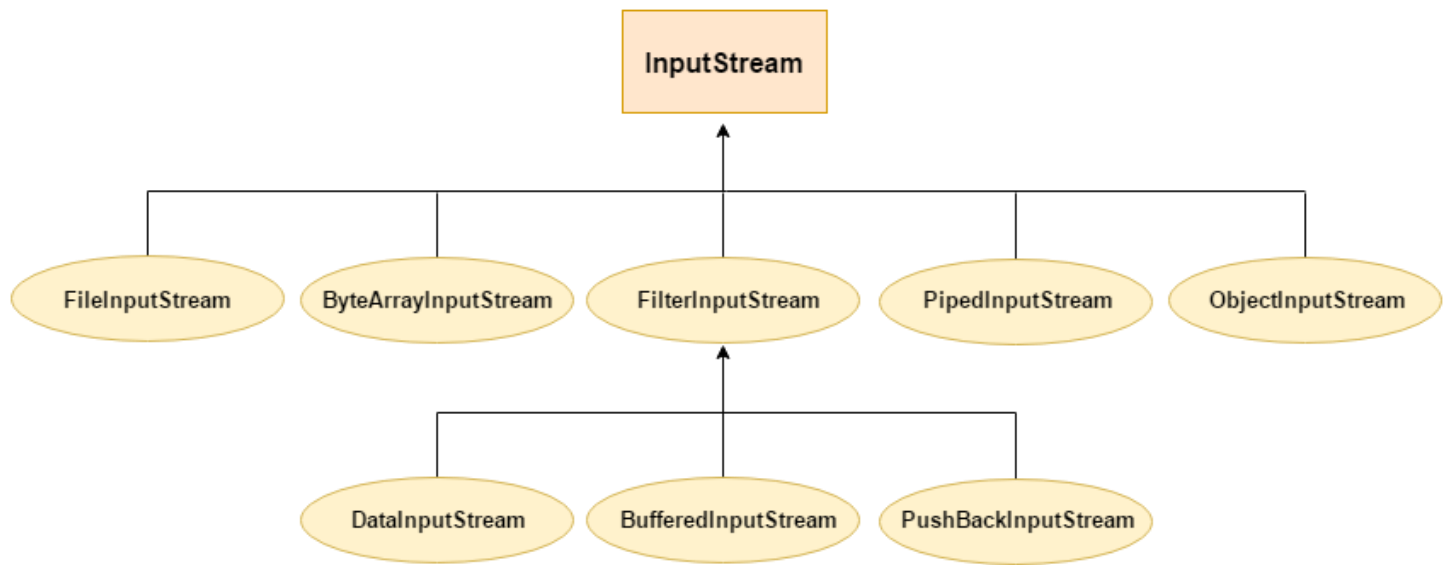 InputStream
FileInputStream
ByteArrayInputStream
FilterInputStream
PipedInputStream
ObjectInputStream
DataInputStream
BufferedInputStream
PushBackInputStream